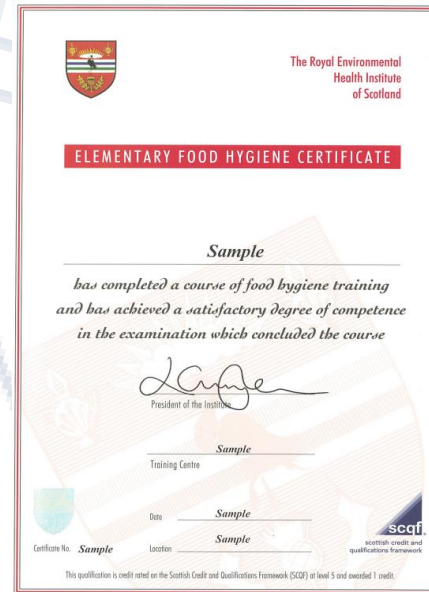 The Royal Environmental
Health Institute
of Scotland
ELEMENTARY FOOD HYGIENE CERTIFICATE
Sample
has completed a course of food hygiene training
and has achieved a satisfactory degree of competence
in the examination which concluded the course
President of the Institute
Sample
Training Centre
Date Sample
Certificate No. Sample Location Sample
scqf
scottish credit and
qualifications framework
This qualification is credit rated on the Scottish Credit and Qualifications Framework (SCQF) at level 5 and awarded 1 credit.